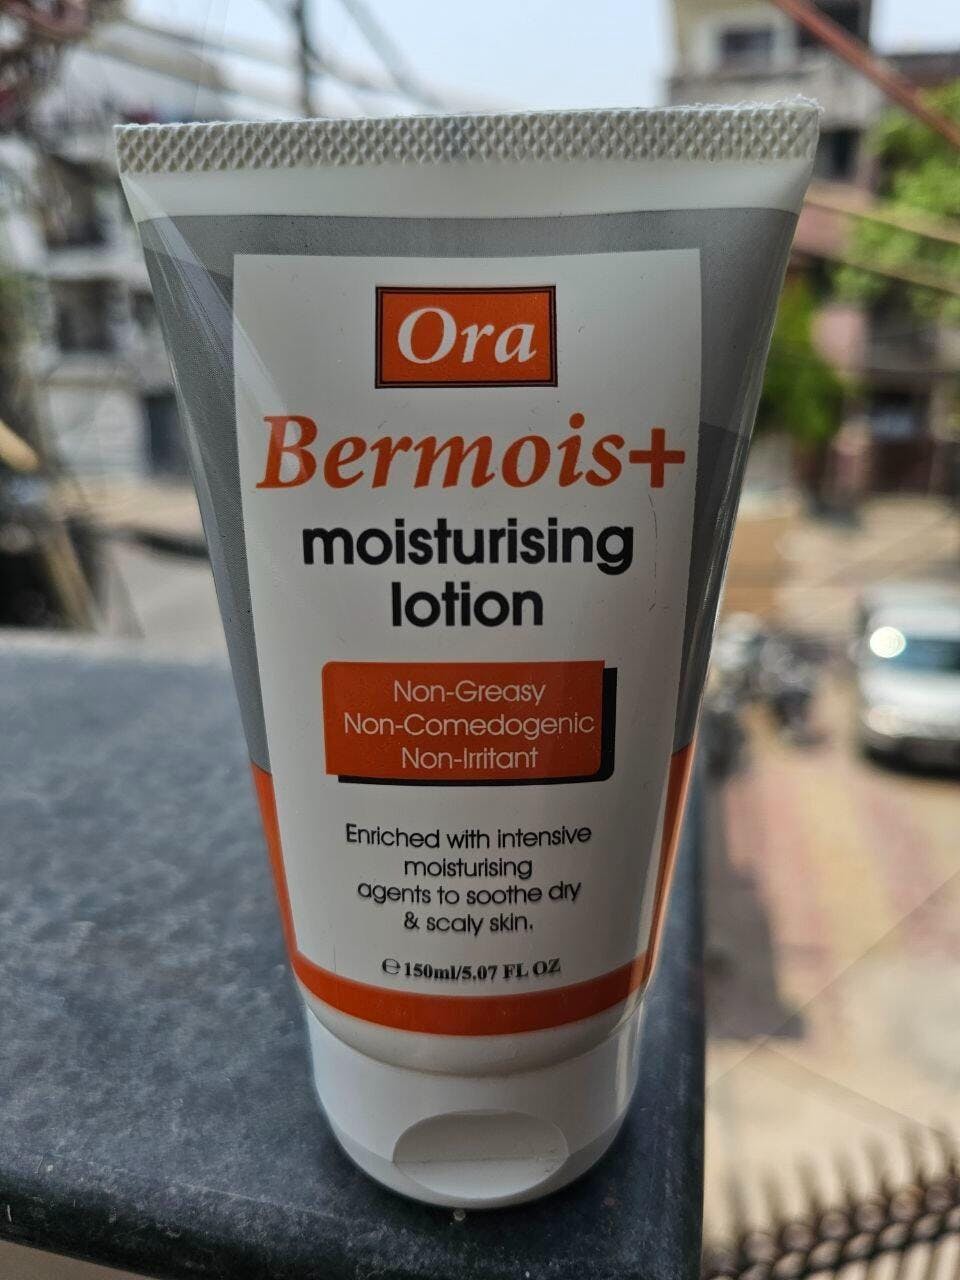 Ora
Bermois+
moisturising
lotion
Non-Greasy
Non-Comedogenic
Non-Irritant
Enriched with intensive
moisturising
agents to soothe dry
& scaly skin.
℮150ml/5.07 FL OZ